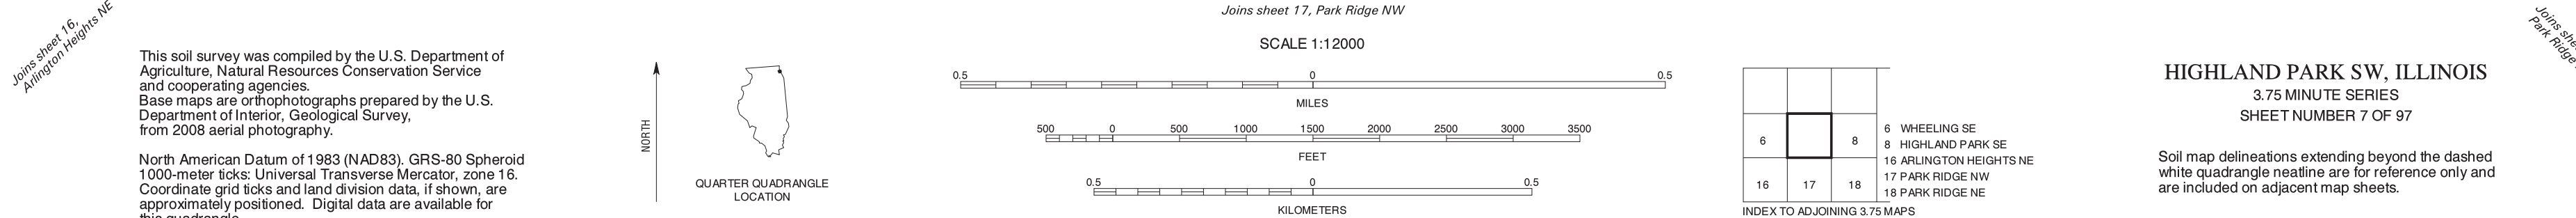 Joins sheet 16,
Arlington Heights NE
This soil survey was compiled by the U.S. Department of
Agriculture, Natural Resources Conservation Service
and cooperating agencies.
Base maps are orthophotographs prepared by the U.S.
Department of Interior, Geological Survey,
from 2008 aerial photography.
North American Datum of 1983 (NAD83). GRS-80 Spheroid
1000-meter ticks: Universal Transverse Mercator, zone 16.
Coordinate grid ticks and land division data, if shown, are
approximately positioned. Digital data are available for
this quadrangle.
NORTH
QUARTER QUADRANGLE
LOCATION
Joins sheet 17, Park Ridge NW
SCALE 1:12000
0.5 0 0.5
MILES
500 0 500 1000 1500 2000 2500 3000 3500
FEET
0.5 0 0.5
KILOMETERS
6 8
16 17 18
6 WHEELING SE
8 HIGHLAND PARK SE
16 ARLINGTON HEIGHTS NE
17 PARK RIDGE NW
18 PARK RIDGE NE
INDEX TO ADJOINING 3.75 MAPS
Joins
Park Ridge
HIGHLAND PARK SW, ILLINOIS
3.75 MINUTE SERIES
SHEET NUMBER 7 OF 97
Soil map delineations extending beyond the dashed
white quadrangle neatline are for reference only and
are included on adjacent map sheets.